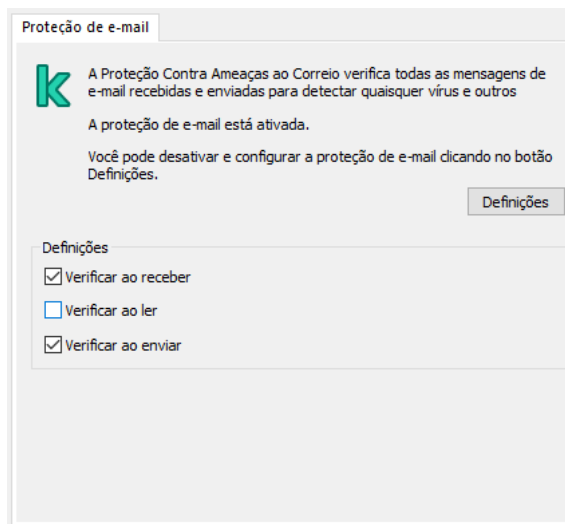 Proteção de e-mail
A Proteção Contra Ameaças ao Correio verifica todas as mensagens de
e-mail recebidas e enviadas para detectar quaisquer vírus e outros
A proteção de e-mail está ativada.
Você pode desativar e configurar a proteção de e-mail clicando no botão
Definições.
Definições
Definições
Verificar ao receber
Verificar ao ler
Verificar ao enviar